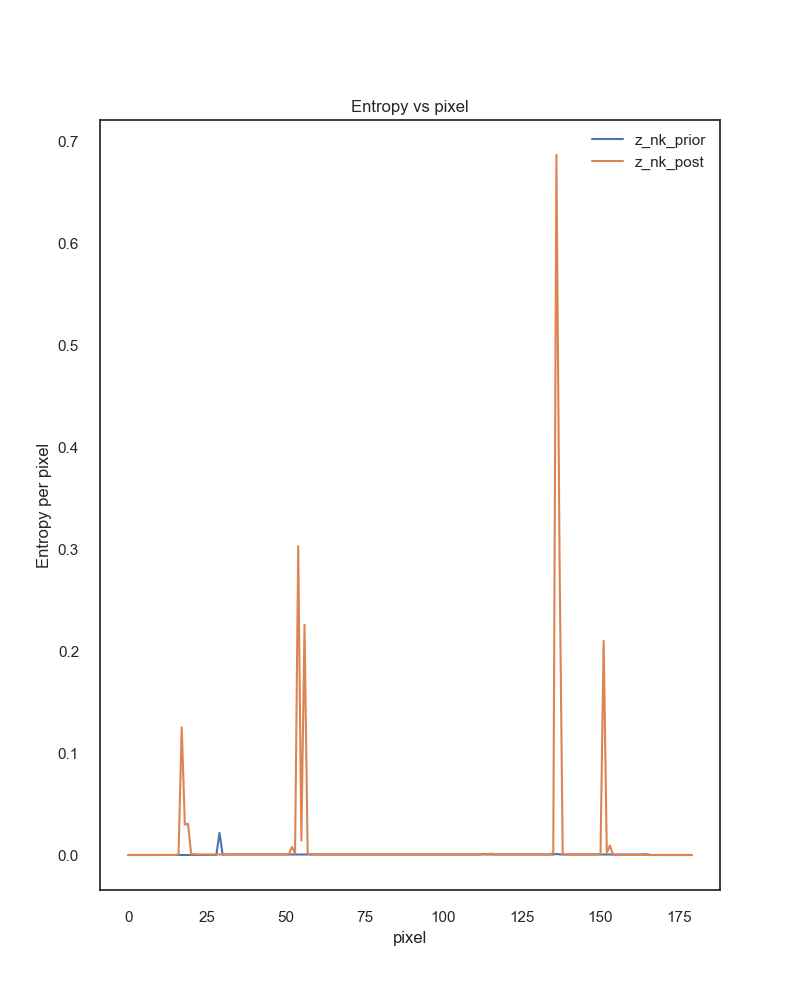 Entropy vs pixel
z_nk_prior
z_nk_post
Entropy per pixel
0.7
0.6
0.5
0.4
0.3
0.2
0.1
0.0
0 25 50 75 100 125 150 175
pixel